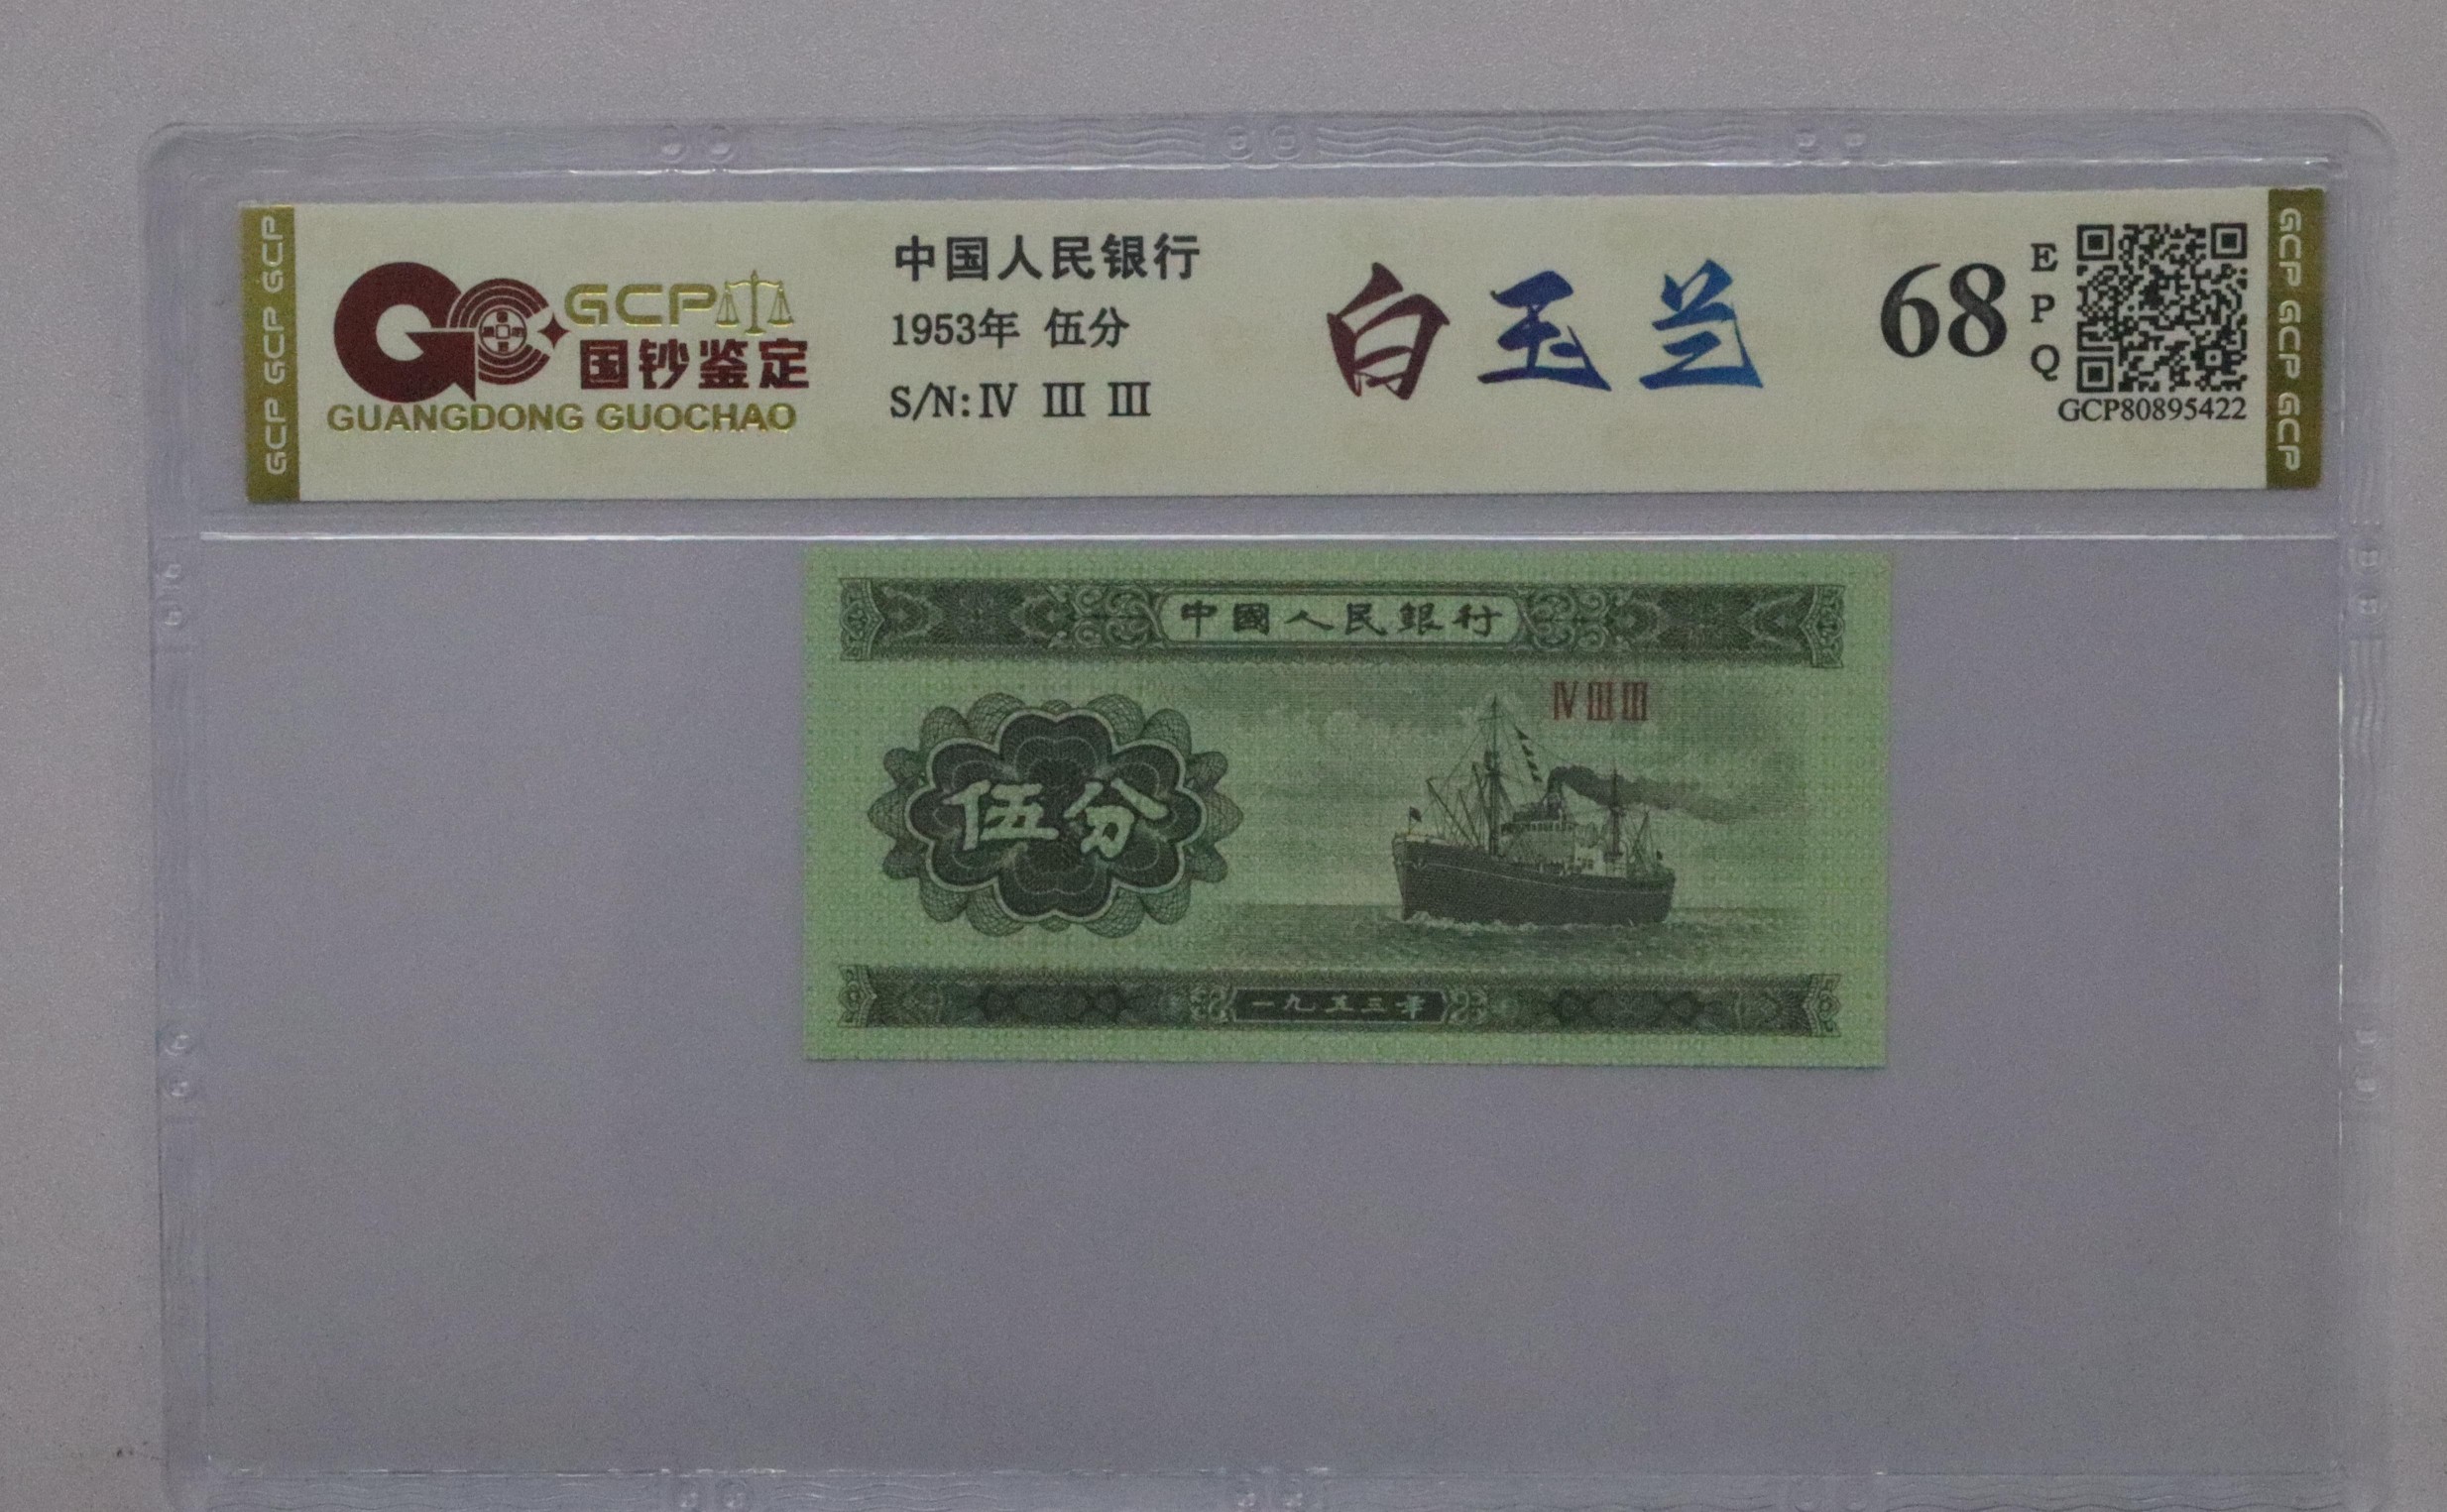 GCP GCP GCP
GCP
国钞鉴定
GUANGDONG GUOCHAO
中国人民银行
1953年 伍分
S/N:Ⅳ Ⅲ Ⅲ
白玉兰
68
E
P
Q
GCP80895422
GCP GCP GCP
中國人民銀行
Ⅳ Ⅲ Ⅲ
伍分
一九五三年